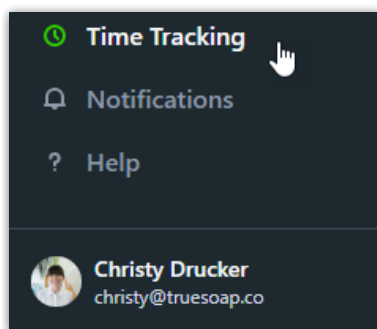 Time Tracking
Notifications
? Help
Christy Drucker
christy@truesoap.co